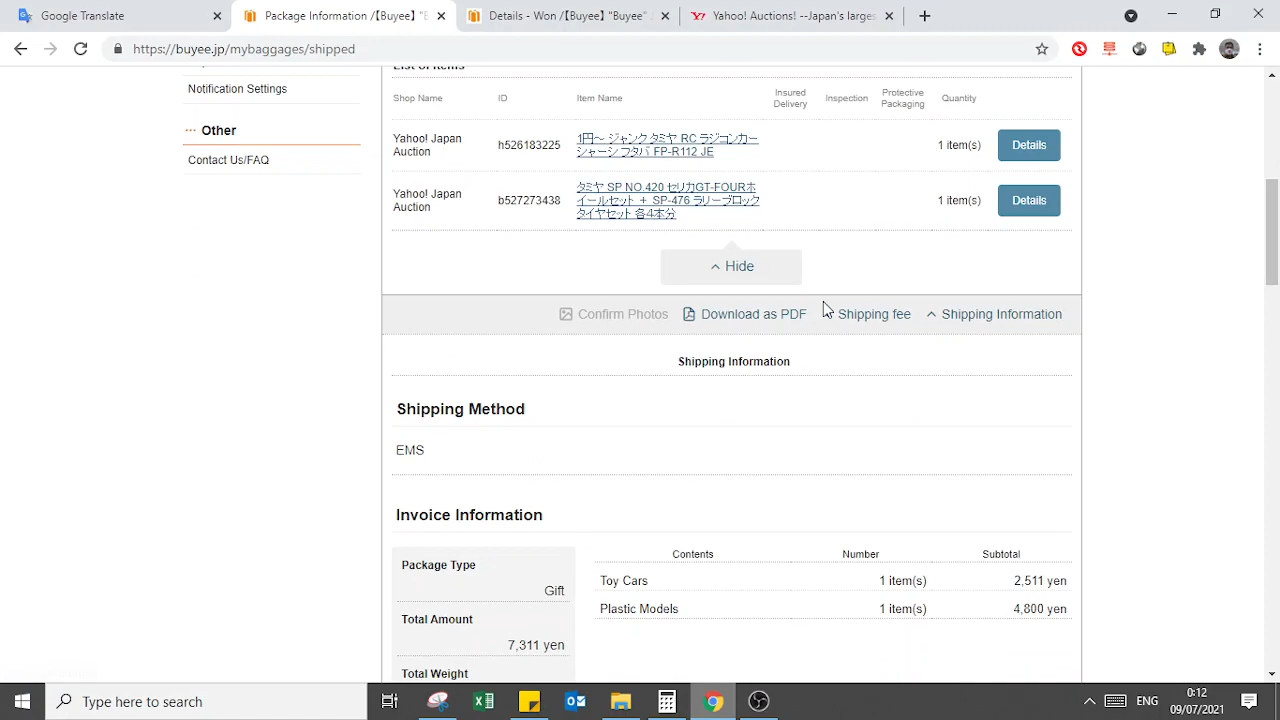 Google Translate
Package Information /【Buyee】 "E
Details - Won /【Buyee】 "Buyee"
Yahoo! Auctions! --Japan's larges
https://buyee.jp/mybaggages/shipped
List of Items
Notification Settings
Other
Contact Us/FAQ
Shop Name
ID
Item Name
Insured
Delivery
Inspection
Protective
Packaging
Quantity
Yahoo! Japan
Auction
h526183225
1円～ ジャンク タミヤ RC ラジコンカー
シャーシ フタバ FP-R112 JE
1 item(s)
Details
Yahoo! Japan
Auction
b527273438
タミヤ SP NO.420 セリカGT-FOURホ
イールセット + SP-476 ラリーブロック
タイヤセット 各4本分
1 item(s)
Details
Hide
Confirm Photos
Download as PDF
Shipping fee
Shipping Information
Shipping Information
Shipping Method
EMS
Invoice Information
Package Type
Gift
Total Amount
7,311 yen
Total Weight
Contents
Number
Subtotal
Toy Cars
1 item(s)
2,511 yen
Plastic Models
1 item(s)
4,800 yen
Type here to search
ENG
0:12
09/07/2021